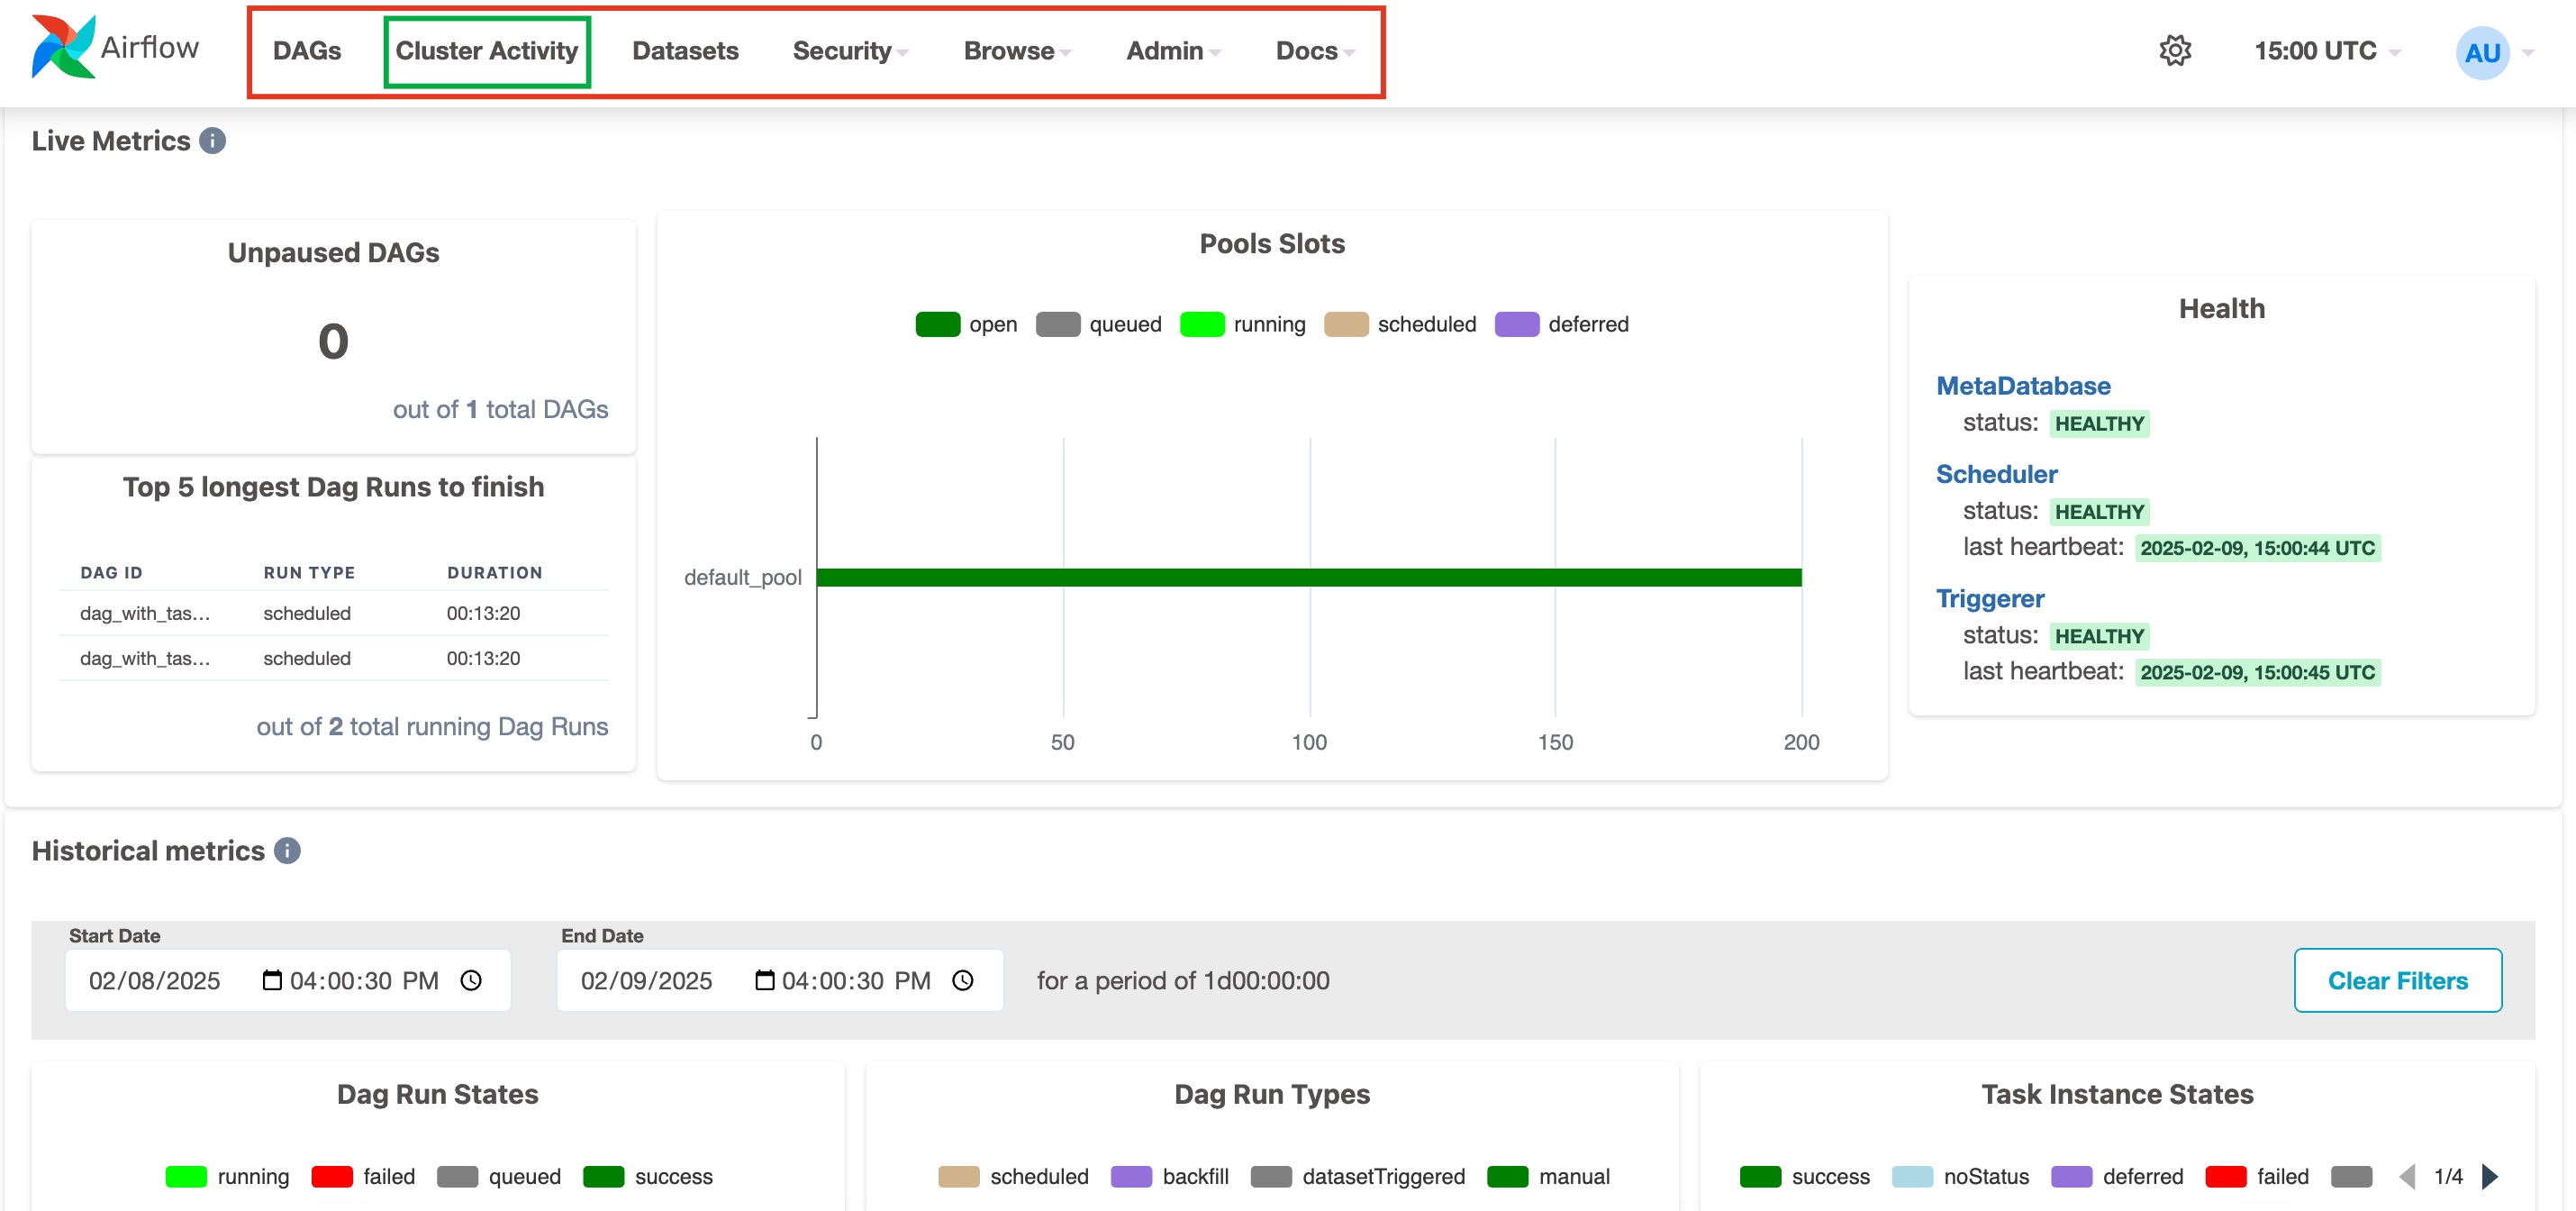 Airflow
DAGs Cluster Activity Datasets Security Browse Admin Docs 15:00 UTC AU
Live Metrics
Unpaused DAGs
0
out of 1 total DAGs
Top 5 longest Dag Runs to finish
DAG ID RUN TYPE DURATION
dag_with_tas... scheduled 00:13:20
dag_with_tas... scheduled 00:13:20
out of 2 total running Dag Runs
Pools Slots
open queued running scheduled deferred
default_pool
0 50 100 150 200
Health
MetaDatabase
status: HEALTHY
Scheduler
status: HEALTHY
last heartbeat: 2025-02-09, 15:00:44 UTC
Triggerer
status: HEALTHY
last heartbeat: 2025-02-09, 15:00:45 UTC
Historical metrics
Start Date End Date
02/08/2025 04:00:30 PM 02/09/2025 04:00:30 PM for a period of 1d00:00:00 Clear Filters
Dag Run States
running failed queued success
Dag Run Types
scheduled backfill datasetTriggered manual
Task Instance States
success noStatus deferred failed 1/4